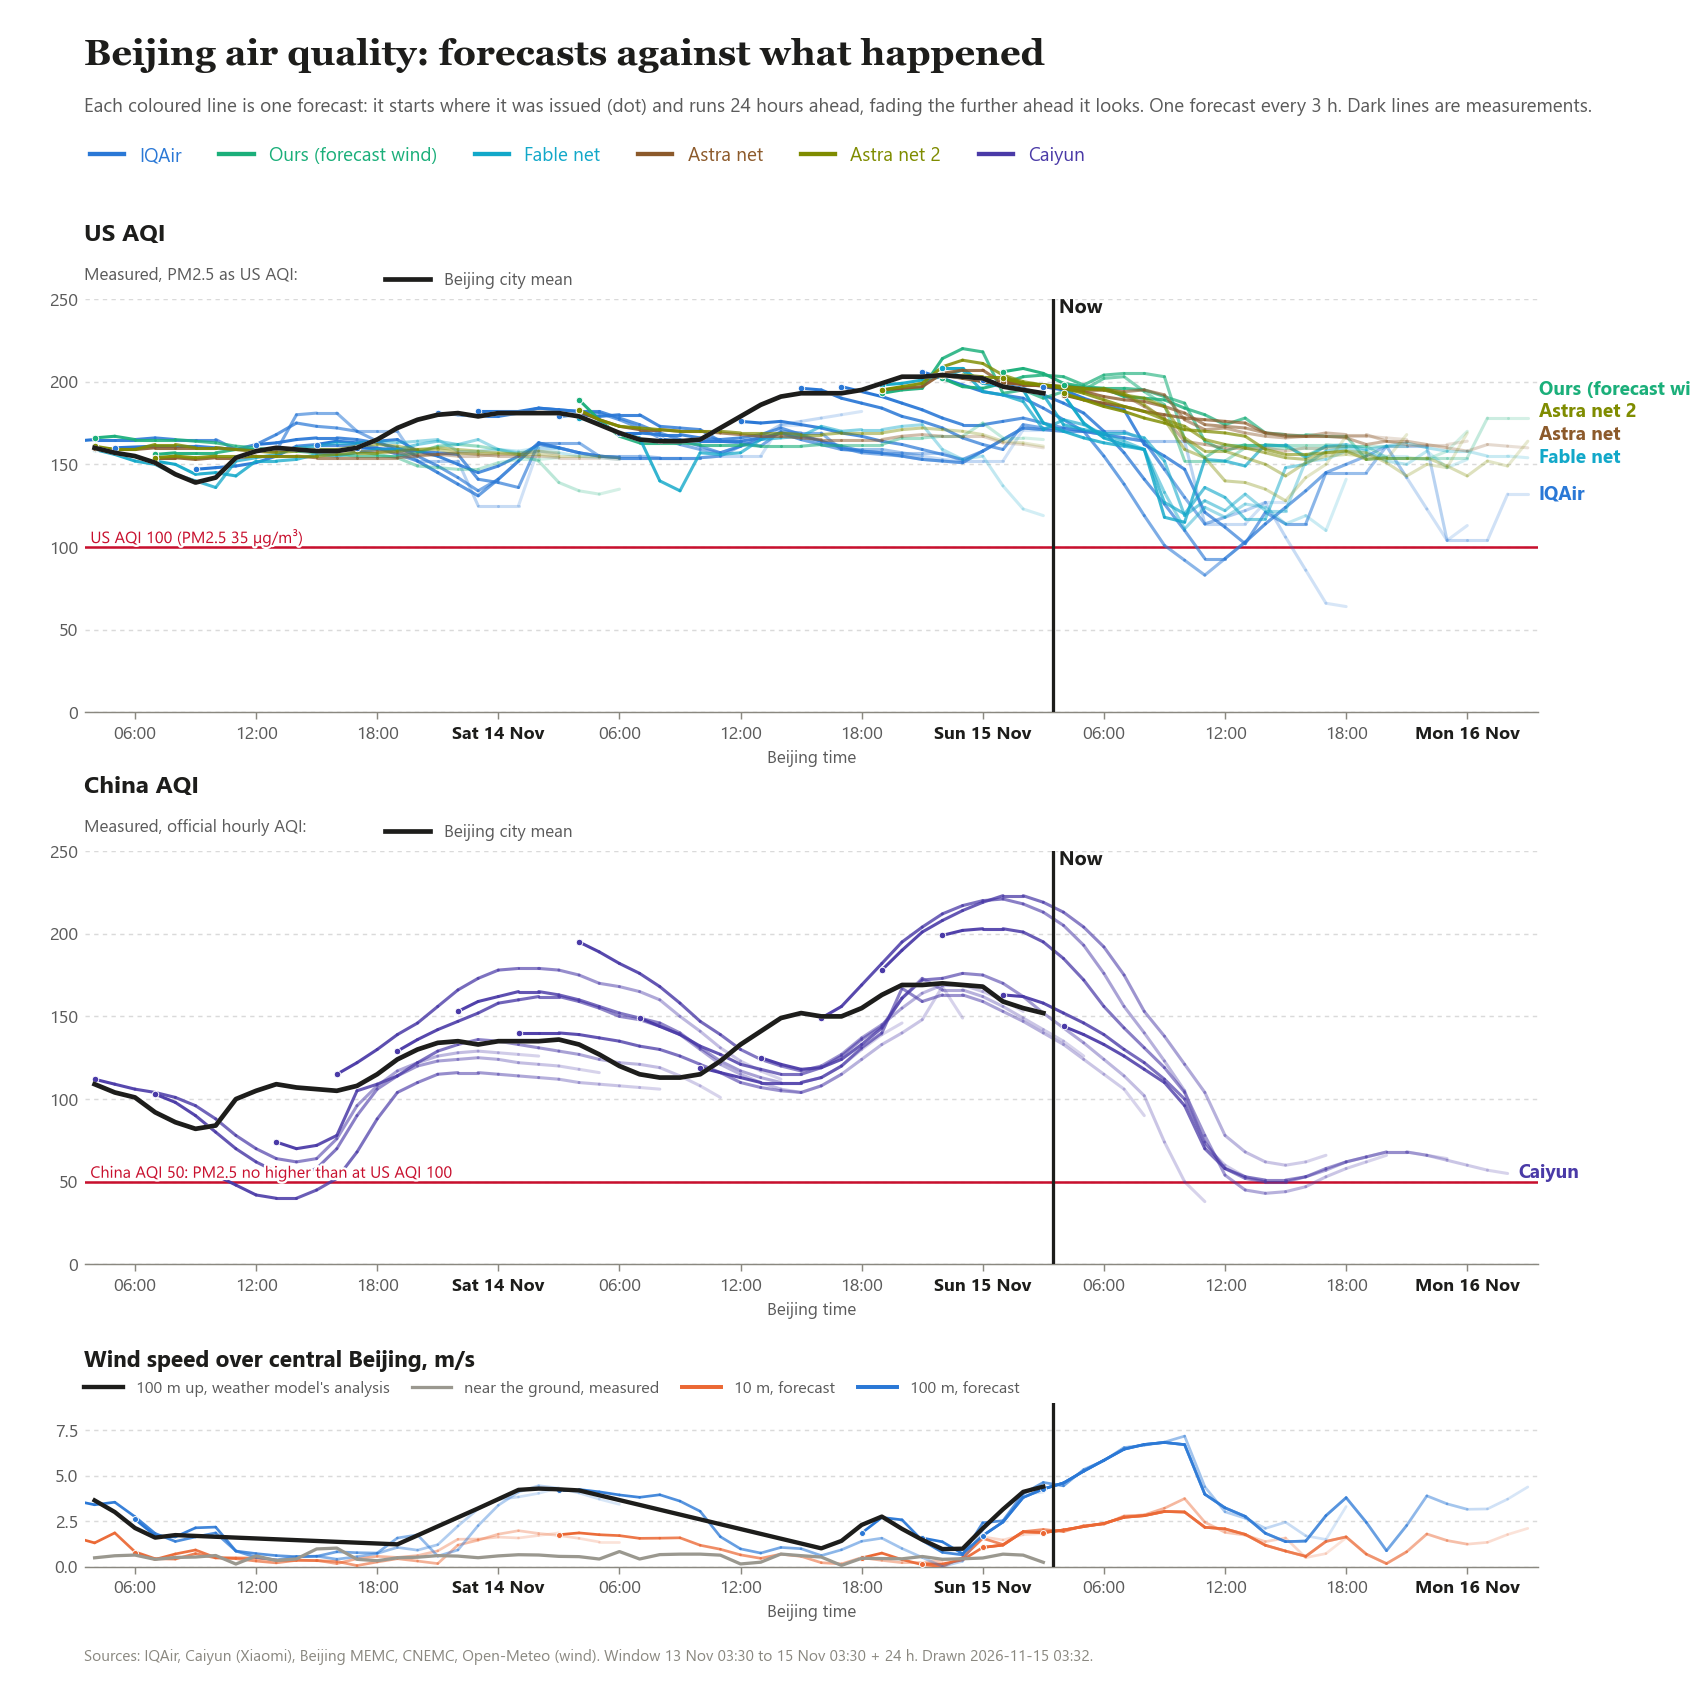 Beijing air quality: forecasts against what happened
Each coloured line is one forecast: it starts where it was issued (dot) and runs 24 hours ahead, fading the further ahead it looks. One forecast every 3 h. Dark lines are measurements.
IQAir Ours (forecast wind) Fable net Astra net Astra net 2 Caiyun
US AQI
Measured, PM2.5 as US AQI: Beijing city mean
250
Now
200
Ours (forecast wi
Astra net 2
Astra net
150
Fable net
IQAir
US AQI 100 (PM2.5 35 µg/m³)
100
50
0
06:00 12:00 18:00 Sat 14 Nov 06:00 12:00 18:00 Sun 15 Nov 06:00 12:00 18:00 Mon 16 Nov
Beijing time
China AQI
Measured, official hourly AQI: Beijing city mean
250
Now
200
150
100
China AQI 50: PM2.5 no higher than at US AQI 100
Caiyun
50
0
06:00 12:00 18:00 Sat 14 Nov 06:00 12:00 18:00 Sun 15 Nov 06:00 12:00 18:00 Mon 16 Nov
Beijing time
Wind speed over central Beijing, m/s
100 m up, weather model's analysis near the ground, measured 10 m, forecast 100 m, forecast
7.5
5.0
2.5
0.0
06:00 12:00 18:00 Sat 14 Nov 06:00 12:00 18:00 Sun 15 Nov 06:00 12:00 18:00 Mon 16 Nov
Beijing time
Sources: IQAir, Caiyun (Xiaomi), Beijing MEMC, CNEMC, Open-Meteo (wind). Window 13 Nov 03:30 to 15 Nov 03:30 + 24 h. Drawn 2026-11-15 03:32.